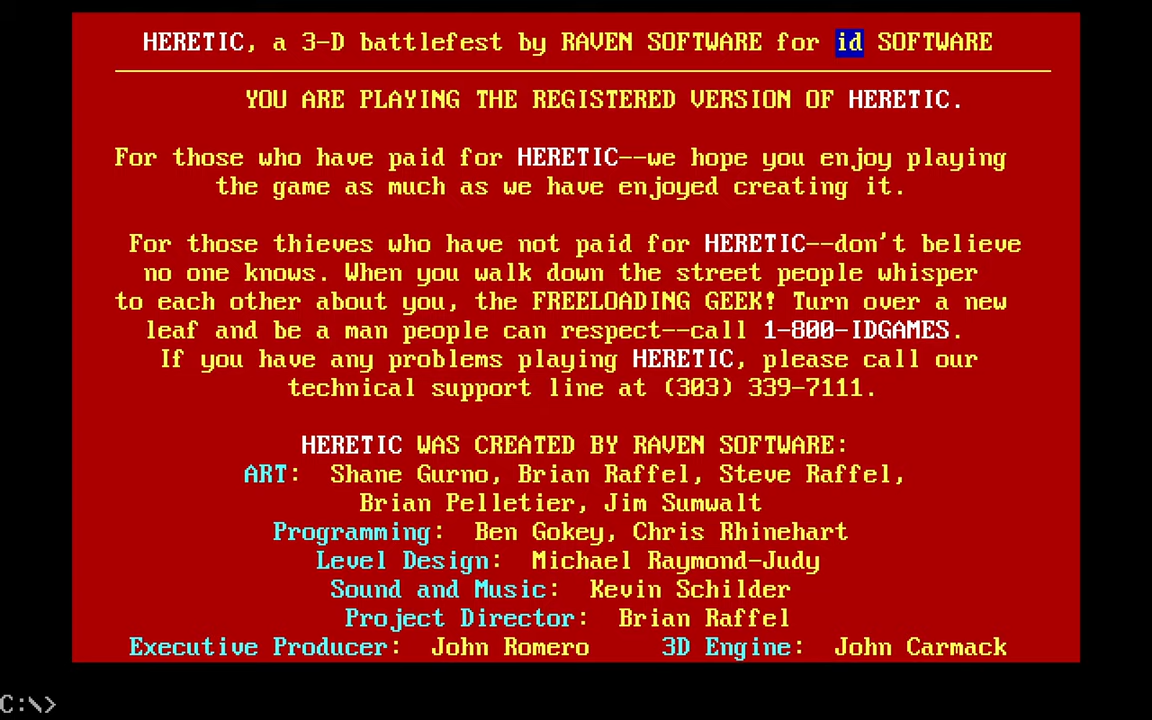 HERETIC, a 3-D battlefest by RAVEN SOFTWARE for id SOFTWARE
YOU ARE PLAYING THE REGISTERED VERSION OF HERETIC.
For those who have paid for HERETIC--we hope you enjoy playing
the game as much as we have enjoyed creating it.
For those thieves who have not paid for HERETIC--don't believe
no one knows. When you walk down the street people whisper
to each other about you, the FREELOADING GEEK! Turn over a new
leaf and be a man people can respect--call 1-800-IDGAMES.
If you have any problems playing HERETIC, please call our
technical support line at (303) 339-7111.
HERETIC WAS CREATED BY RAVEN SOFTWARE:
ART: Shane Gurno, Brian Raffel, Steve Raffel,
Brian Pelletier, Jim Sumwalt
Programming: Ben Gokey, Chris Rhinehart
Level Design: Michael Raymond-Judy
Sound and Music: Kevin Schilder
Project Director: Brian Raffel
Executive Producer: John Romero 3D Engine: John Carmack
C:\>